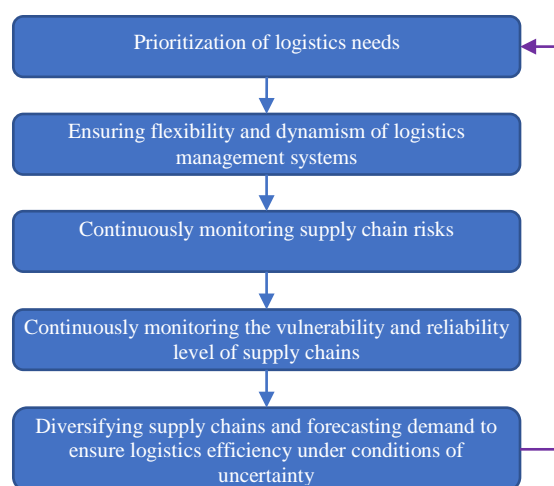 Prioritization of logistics needs
Ensuring flexibility and dynamism of logistics
management systems
Continuously monitoring supply chain risks
Continuously monitoring the vulnerability and reliability
level of supply chains
Diversifying supply chains and forecasting demand to
ensure logistics efficiency under conditions of
uncertainty